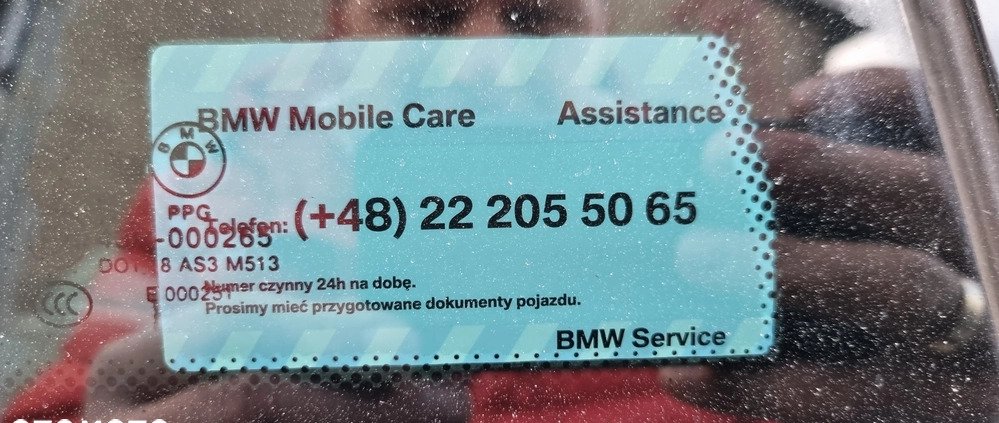 BMW Mobile Care Assistance
BMW
PPG
Telefon: (+48) 22 205 50 65
-000265
8 AS3 M513
Numer czynny 24h na dobę.
Prosimy mieć przygotowane dokumenty pojazdu.
BMW Service